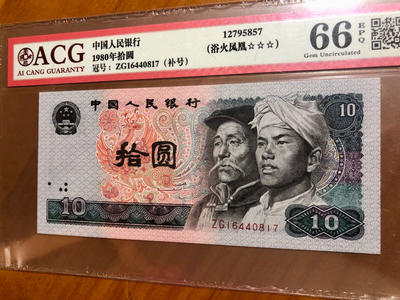 ACG
AI CANG GUARANTY
中国人民银行
1980年拾圆
冠号：ZG16440817（补号）
12795857
(浴火凤凰☆☆☆)
66 EPQ
Gem Uncirculated
中国人民银行
10
拾圆
10
ZG16440817
10